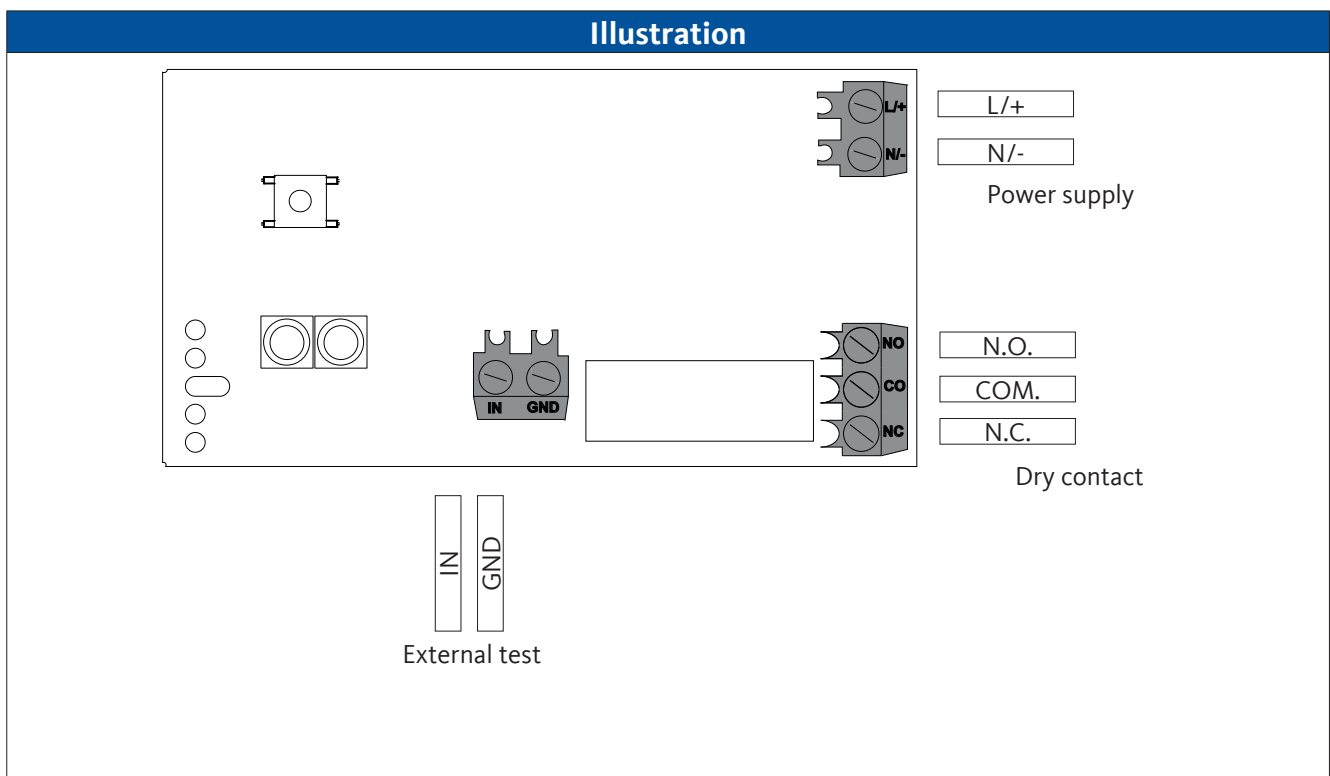 Illustration
L/+ L/+
N/- N/-
Power supply
NO N.O.
CO COM.
NC N.C.
IN GND
Dry contact
IN
GND
External test